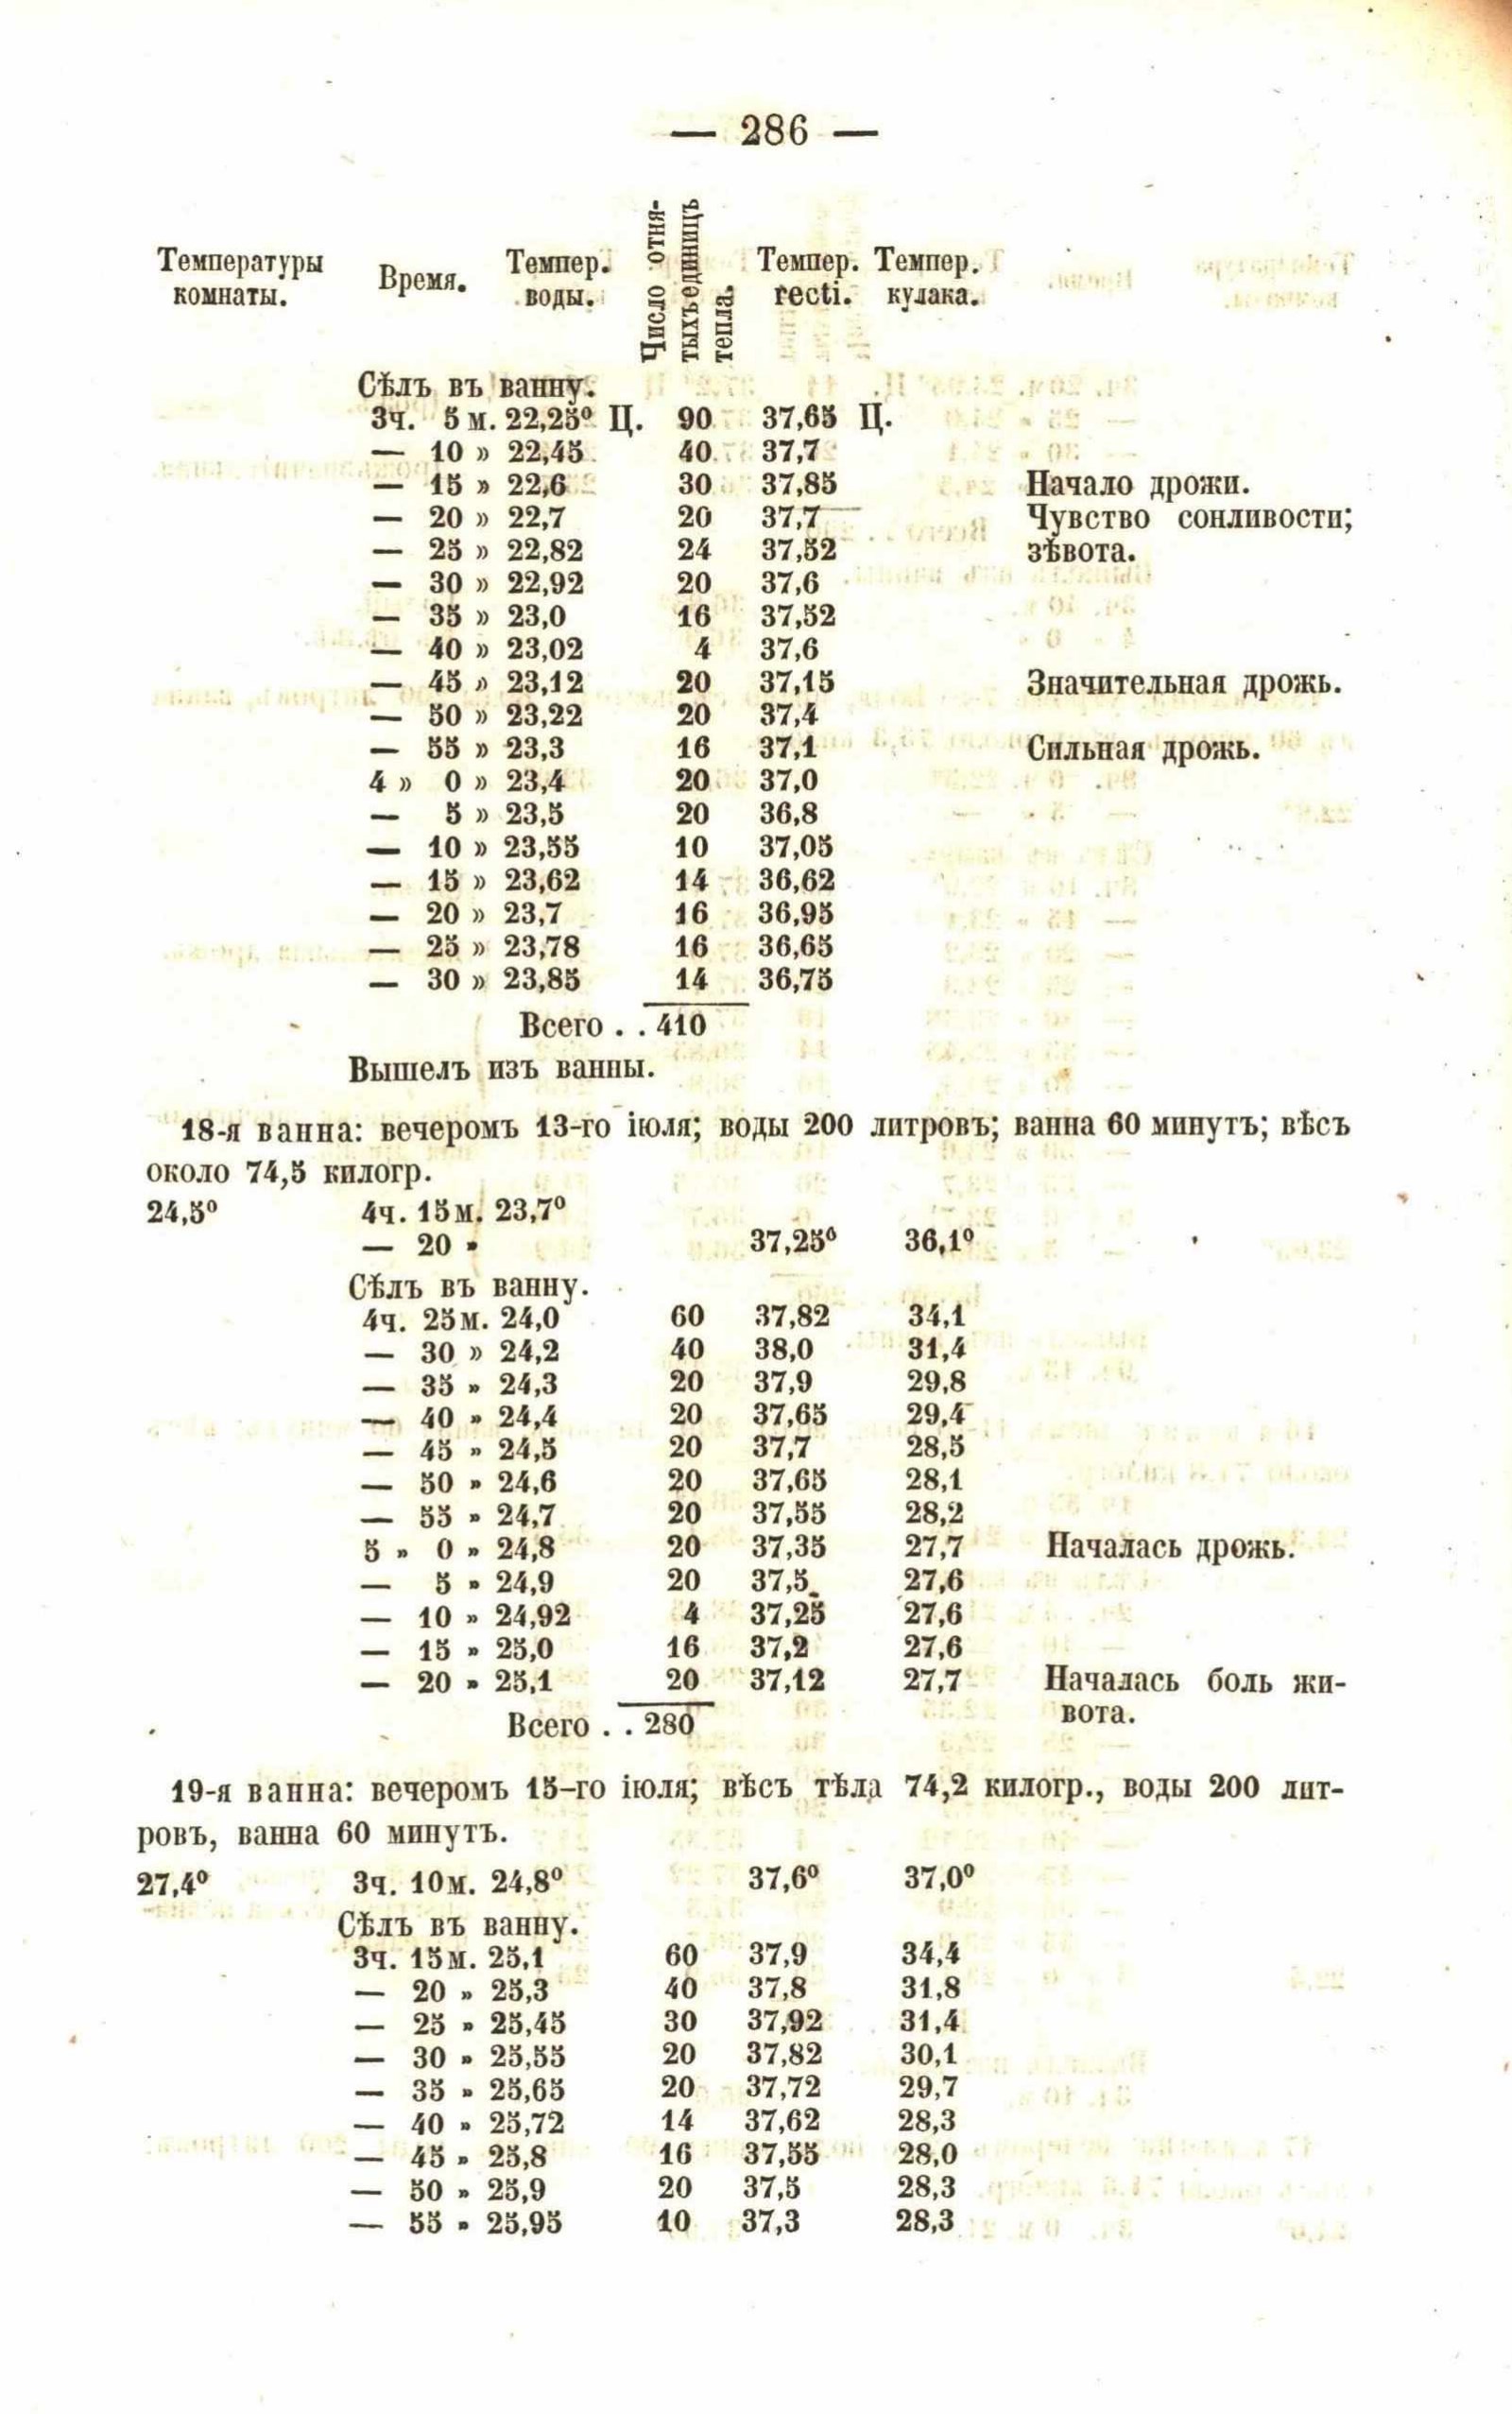 — 286 —
Температуры комнаты. Время. Темпер. воды. Число отня-тыхъ единицъ тепла. Темпер. recti. Темпер. кулака.
Сѣлъ въ ванну.
3ч. 5 м. 22,25º Ц. 90 37,65 Ц.
— 10 » 22,45 40 37,7
— 15 » 22,6 30 37,85 Начало дрожи.
— 20 » 22,7 20 37,7 Чувство сонливости;
— 25 » 22,82 24 37,52 зѣвота.
— 30 » 22,92 20 37,6
— 35 » 23,0 16 37,52
— 40 » 23,02 4 37,6
— 45 » 23,12 20 37,15 Значительная дрожь.
— 50 » 23,22 20 37,4
— 55 » 23,3 16 37,1 Сильная дрожь.
4 » 0 » 23,4 20 37,0
— 5 » 23,5 20 36,8
— 10 » 23,55 10 37,05
— 15 » 23,62 14 36,62
— 20 » 23,7 16 36,95
— 25 » 23,78 16 36,65
— 30 » 23,85 14 36,75
Всего . . 410
Вышелъ изъ ванны.
18-я ванна: вечеромъ 13-го іюля; воды 200 литровъ; ванна 60 минутъ; вѣсъ
около 74,5 килогр.
24,5º 4ч. 15м. 23,7º
— 20 » 37,25º 36,1º
Сѣлъ въ ванну.
4ч. 25м. 24,0 60 37,82 34,1
— 30 » 24,2 40 38,0 31,4
— 35 » 24,3 20 37,9 29,8
— 40 » 24,4 20 37,65 29,4
— 45 » 24,5 20 37,7 28,5
— 50 » 24,6 20 37,65 28,1
— 55 » 24,7 20 37,55 28,2
5 » 0 » 24,8 20 37,35 27,7 Началась дрожь.
— 5 » 24,9 20 37,5 27,6
— 10 » 24,92 4 37,25 27,6
— 15 » 25,0 16 37,2 27,6
— 20 » 25,1 20 37,12 27,7 Началась боль жи-
вота.
Всего . . 280
19-я ванна: вечеромъ 15-го іюля; вѣсъ тѣла 74,2 килогр., воды 200 лит-
ровъ, ванна 60 минутъ.
27,4º 3ч. 10м. 24,8º 37,6º 37,0º
Сѣлъ въ ванну.
3ч. 15м. 25,1 60 37,9 34,4
— 20 » 25,3 40 37,8 31,8
— 25 » 25,45 30 37,92 31,4
— 30 » 25,55 20 37,82 30,1
— 35 » 25,65 20 37,72 29,7
— 40 » 25,72 14 37,62 28,3
— 45 » 25,8 16 37,55 28,0
— 50 » 25,9 20 37,5 28,3
— 55 » 25,95 10 37,3 28,3